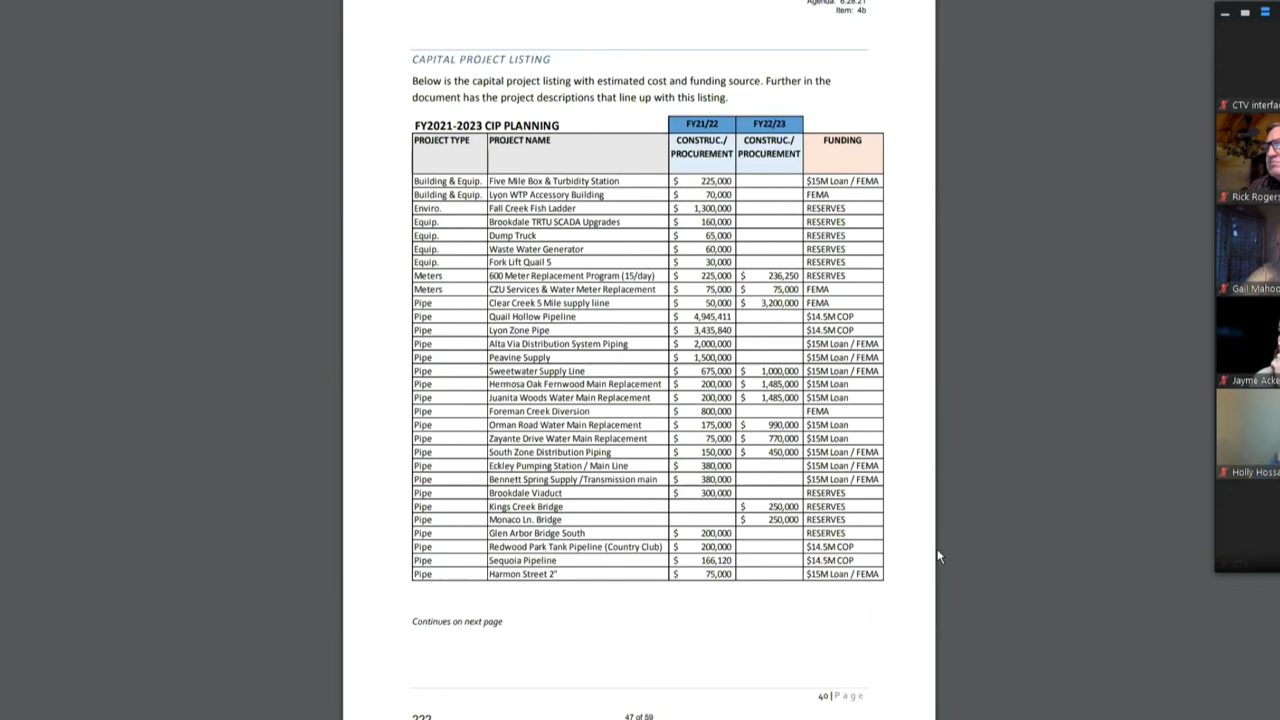 Agenda: 6.28.21
Item: 4b
CAPITAL PROJECT LISTING
Below is the capital project listing with estimated cost and funding source. Further in the
document has the project descriptions that line up with this listing.
FY2021-2023 CIP PLANNING FY21/22 FY22/23
PROJECT TYPE PROJECT NAME CONSTRUC./ PROCUREMENT CONSTRUC./ PROCUREMENT FUNDING
Building & Equip. Five Mile Box & Turbidity Station $ 225,000 $15M Loan / FEMA
Building & Equip. Lyon WTP Accessory Building $ 70,000 FEMA
Enviro. Fall Creek Fish Ladder $ 1,300,000 RESERVES
Equip. Brookdale TRTU SCADA Upgrades $ 160,000 RESERVES
Equip. Dump Truck $ 65,000 RESERVES
Equip. Waste Water Generator $ 60,000 RESERVES
Equip. Fork Lift Quail 5 $ 30,000 RESERVES
Meters 600 Meter Replacement Program (15/day) $ 225,000 $ 236,250 RESERVES
Meters CZU Services & Water Meter Replacement $ 75,000 $ 75,000 FEMA
Pipe Clear Creek 5 Mile supply liine $ 50,000 $ 3,200,000 FEMA
Pipe Quail Hollow Pipeline $ 4,945,411 $14.5M COP
Pipe Lyon Zone Pipe $ 3,435,840 $14.5M COP
Pipe Alta Via Distribution System Piping $ 2,000,000 $15M Loan / FEMA
Pipe Peavine Supply $ 1,500,000 $15M Loan / FEMA
Pipe Sweetwater Supply Line $ 675,000 $ 1,000,000 $15M Loan / FEMA
Pipe Hermosa Oak Fernwood Main Replacement $ 200,000 $ 1,485,000 $15M Loan
Pipe Juanita Woods Water Main Replacement $ 200,000 $ 1,485,000 $15M Loan
Pipe Foreman Creek Diversion $ 800,000 FEMA
Pipe Orman Road Water Main Replacement $ 175,000 $ 990,000 $15M Loan
Pipe Zayante Drive Water Main Replacement $ 75,000 $ 770,000 $15M Loan
Pipe South Zone Distribution Piping $ 150,000 $ 450,000 $15M Loan / FEMA
Pipe Eckley Pumping Station / Main Line $ 380,000 $15M Loan / FEMA
Pipe Bennett Spring Supply /Transmission main $ 380,000 $15M Loan / FEMA
Pipe Brookdale Viaduct $ 300,000 RESERVES
Pipe Kings Creek Bridge $ 250,000 RESERVES
Pipe Monaco Ln. Bridge $ 250,000 RESERVES
Pipe Glen Arbor Bridge South $ 200,000 RESERVES
Pipe Redwood Park Tank Pipeline (Country Club) $ 200,000 $14.5M COP
Pipe Sequoia Pipeline $ 166,120 $14.5M COP
Pipe Harmon Street 2" $ 75,000 $15M Loan / FEMA
Continues on next page
40 | Page
222
47 of 59
CTV interfa
Rick Rogers
Gail Mahoo
Jayme Acke
Holly Hossa
CTV